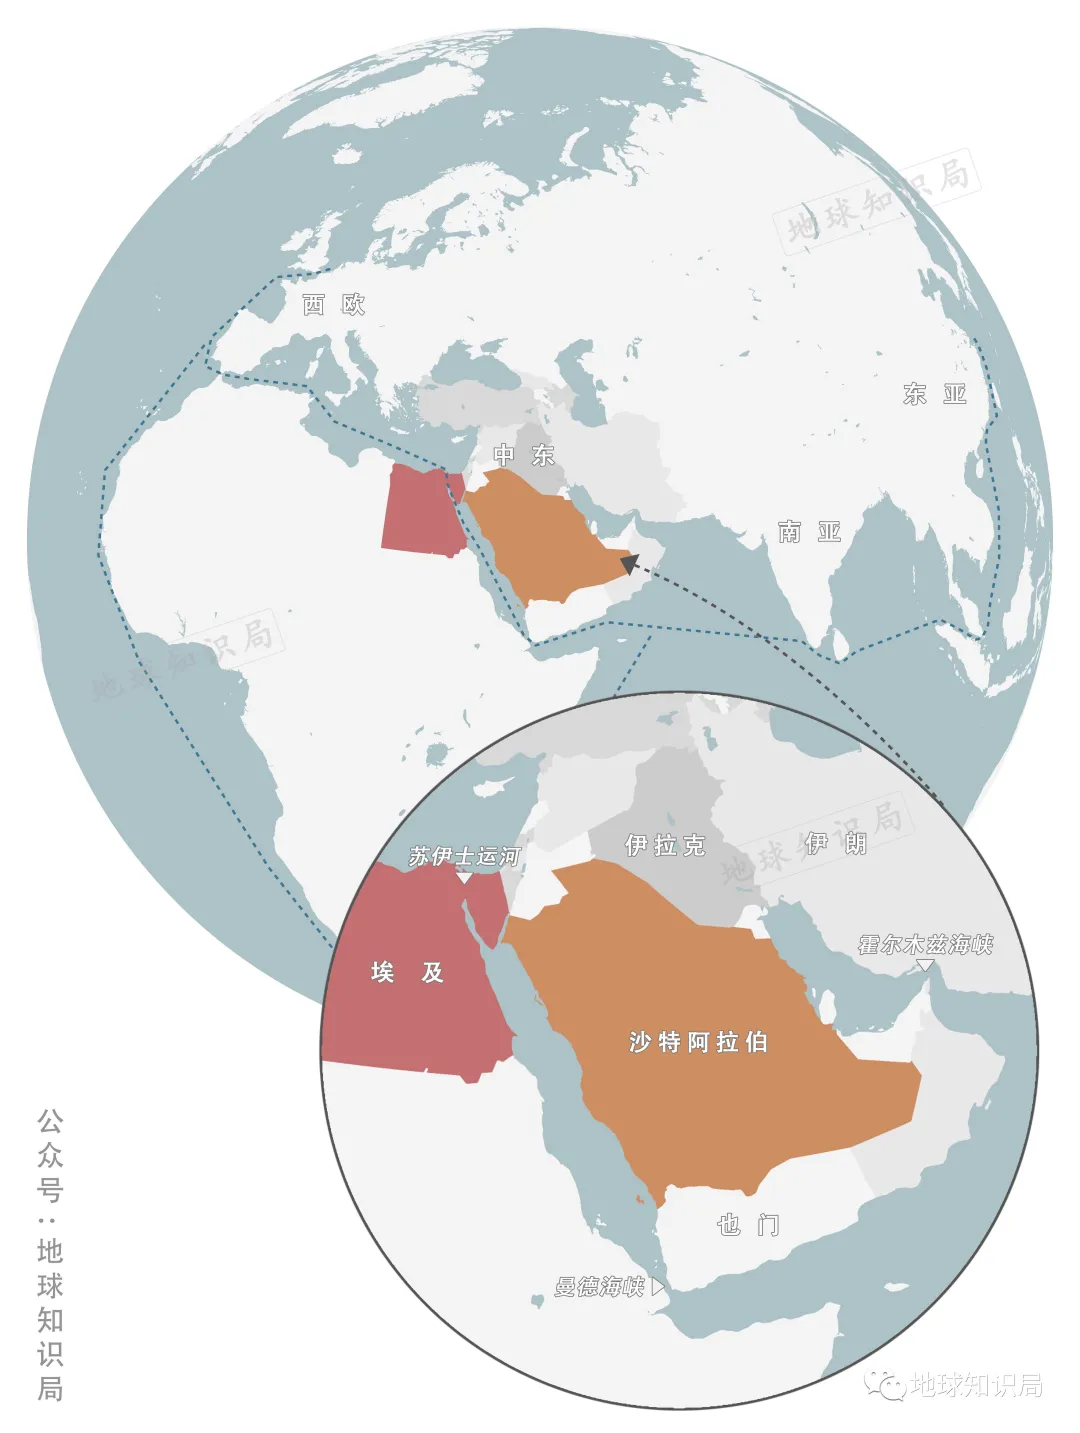 地球知识局
西欧
东亚
中东
南亚
地球知识局
伊拉克
地球知识局
伊朗
苏伊士运河
霍尔木兹海峡
埃及
沙特阿拉伯
也门
曼德海峡
公众号：地球知识局
地球知识局